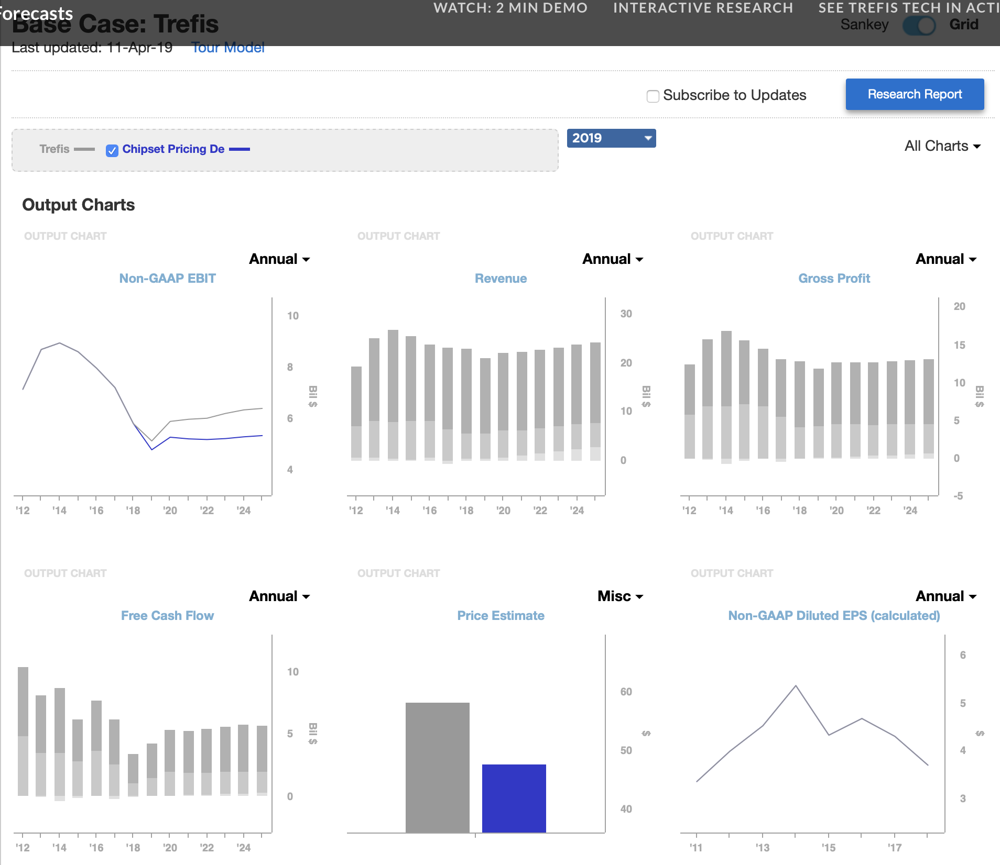 Forecasts
WATCH: 2 MIN DEMO INTERACTIVE RESEARCH SEE TREFIS TECH IN ACTI
Base Case: Trefis
Sankey Grid
Last updated: 11-Apr-19 Tour Model
Subscribe to Updates
Research Report
Trefis Chipset Pricing De
2019
All Charts
Output Charts
OUTPUT CHART
Annual
Non-GAAP EBIT
10
8
6
4
Bil $
'12 '14 '16 '18 '20 '22 '24
OUTPUT CHART
Annual
Revenue
30
20
10
0
Bil $
'12 '14 '16 '18 '20 '22 '24
OUTPUT CHART
Annual
Gross Profit
20
15
10
5
0
-5
Bil $
'12 '14 '16 '18 '20 '22 '24
OUTPUT CHART
Annual
Free Cash Flow
10
5
0
Bil $
'12 '14 '16 '18 '20 '22 '24
OUTPUT CHART
Misc
Price Estimate
60
50
40
$
OUTPUT CHART
Annual
Non-GAAP Diluted EPS (calculated)
6
5
4
3
$
'11 '13 '15 '17